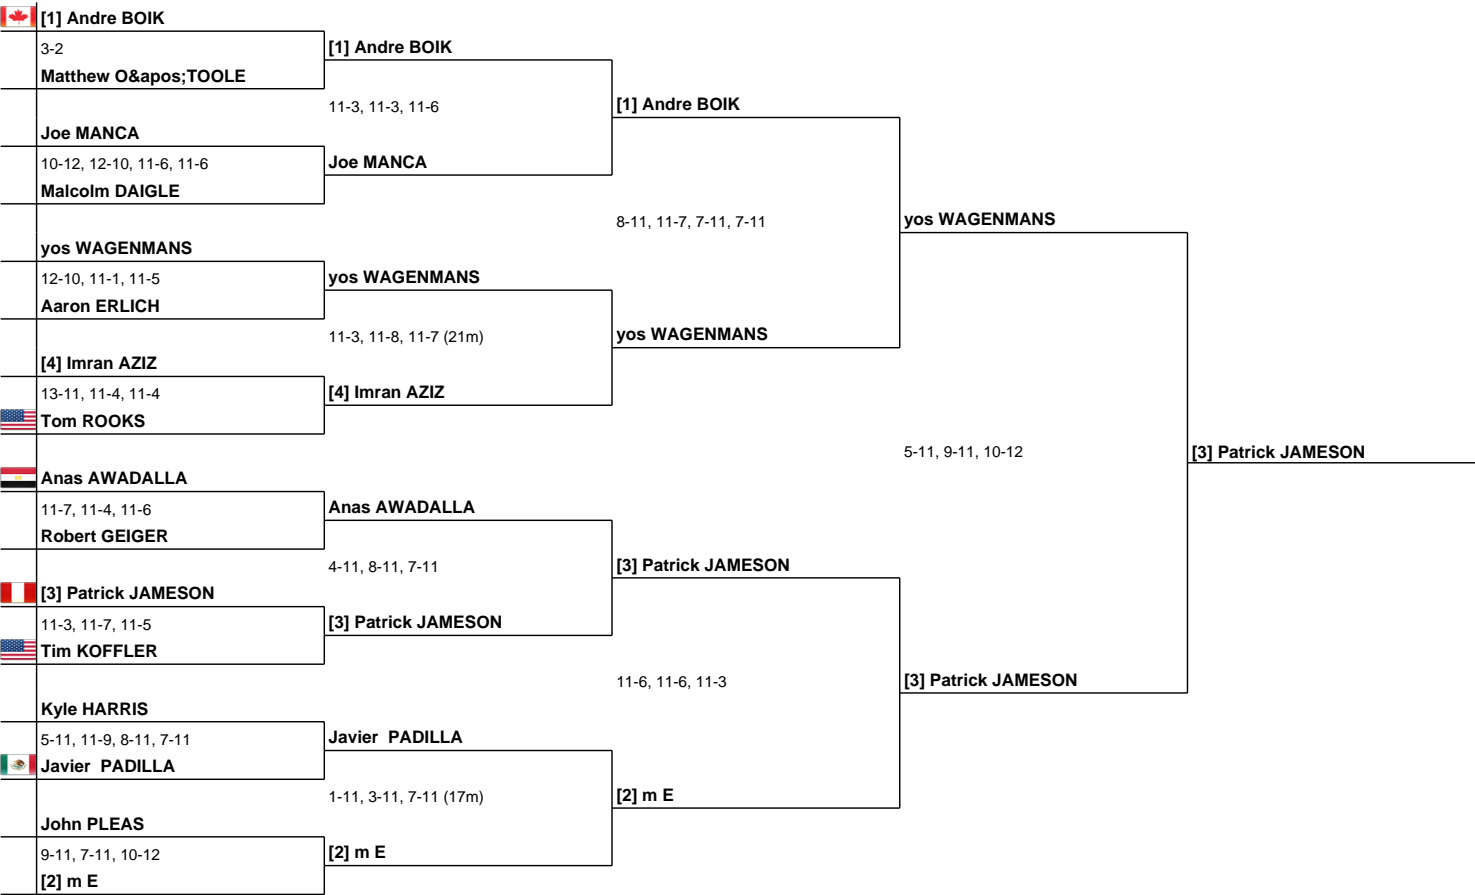 [1] Andre BOIK
3-2
Matthew O&apos;TOOLE
Joe MANCA
10-12, 12-10, 11-6, 11-6
Malcolm DAIGLE
yos WAGENMANS
12-10, 11-1, 11-5
Aaron ERLICH
[4] Imran AZIZ
13-11, 11-4, 11-4
Tom ROOKS
Anas AWADALLA
11-7, 11-4, 11-6
Robert GEIGER
[3] Patrick JAMESON
11-3, 11-7, 11-5
Tim KOFFLER
Kyle HARRIS
5-11, 11-9, 8-11, 7-11
Javier  PADILLA
John PLEAS
9-11, 7-11, 10-12
[2] m E
[1] Andre BOIK
11-3, 11-3, 11-6
Joe MANCA
yos WAGENMANS
11-3, 11-8, 11-7 (21m)
[4] Imran AZIZ
Anas AWADALLA
4-11, 8-11, 7-11
[3] Patrick JAMESON
Javier  PADILLA
1-11, 3-11, 7-11 (17m)
[2] m E
[1] Andre BOIK
8-11, 11-7, 7-11, 7-11
yos WAGENMANS
[3] Patrick JAMESON
11-6, 11-6, 11-3
[2] m E
yos WAGENMANS
5-11, 9-11, 10-12
[3] Patrick JAMESON
[3] Patrick JAMESON